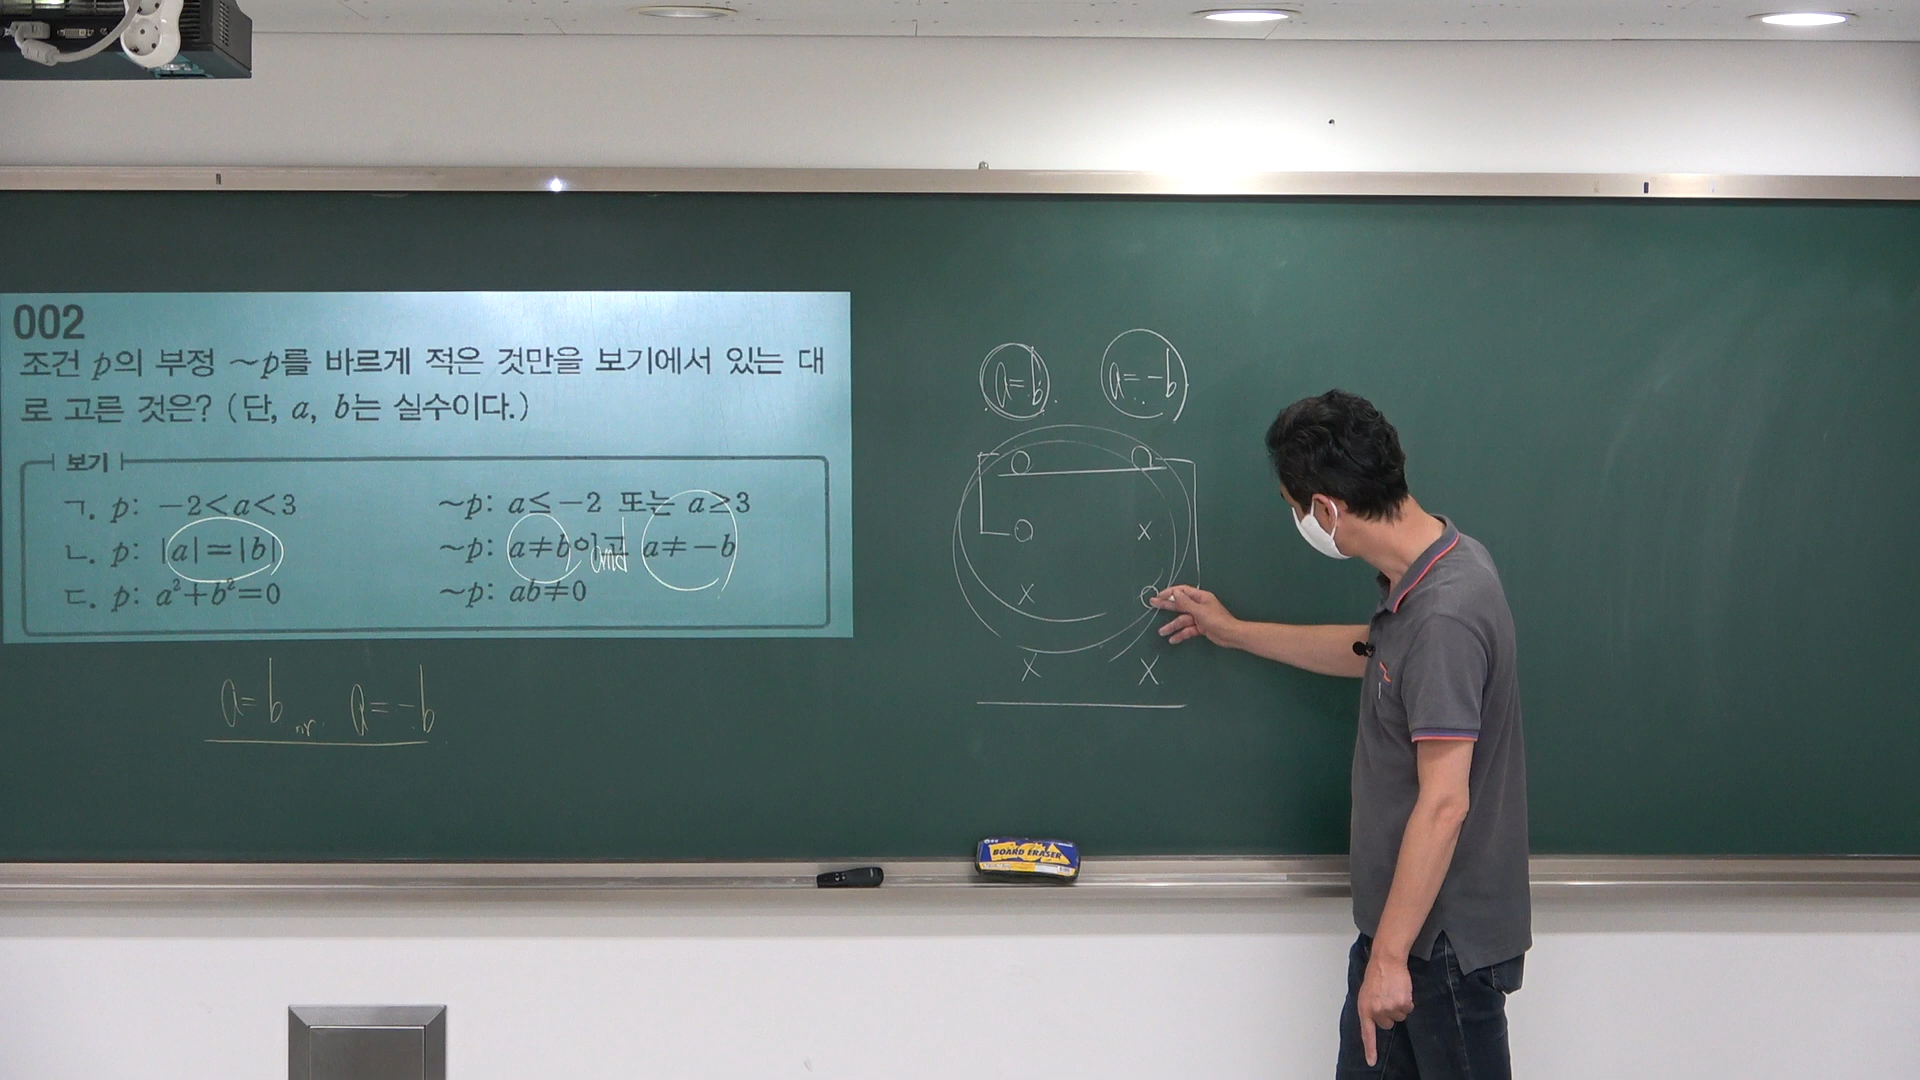 002
조건 p의 부정 ~p를 바르게 적은 것만을 보기에서 있는 대
로 고른 것은? (단, a, b는 실수이다.)
보기
ㄱ. p: -2<a<3 ~p: a≤-2 또는 a≥3
ㄴ. p: |a|=|b| ~p: a≠b이고 a≠-b
and
ㄷ. p: a²+b²=0 ~p: ab≠0
a=b or a=-b
a=b a=-b
O O
O X
X O
X X
BOARD ERASER